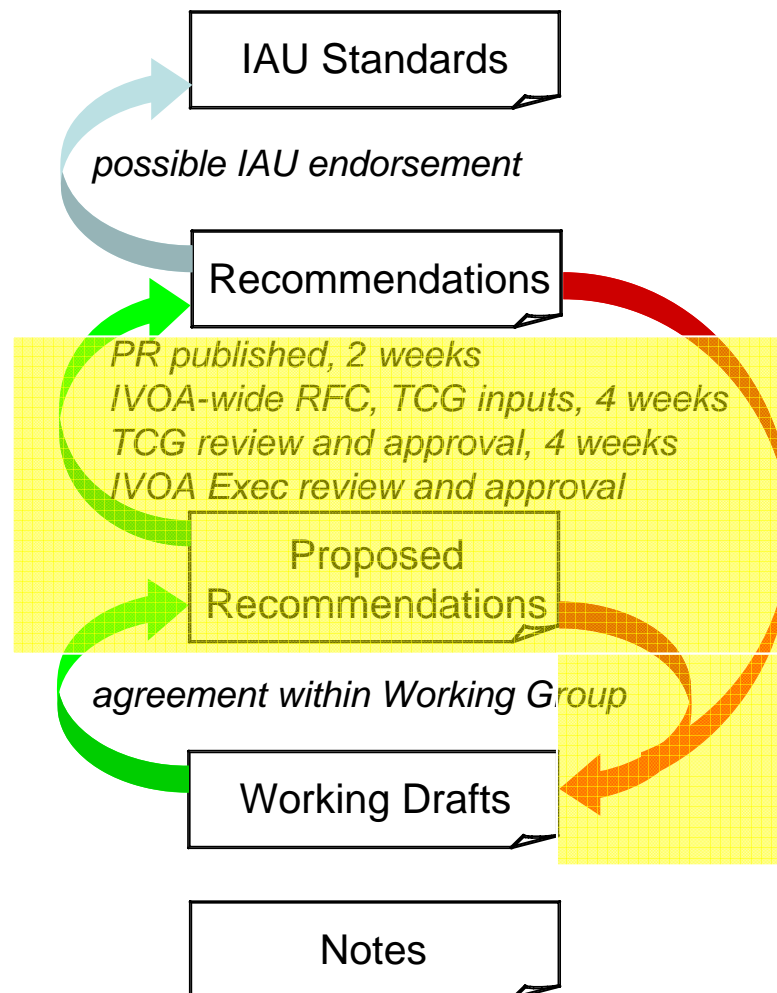 IAU Standards
possible IAU endorsement
Recommendations
PR published, 2 weeks
IVOA-wide RFC, TCG inputs, 4 weeks
TCG review and approval, 4 weeks
IVOA Exec review and approval
Proposed
Recommendations
agreement within Working Group
Working Drafts
Notes